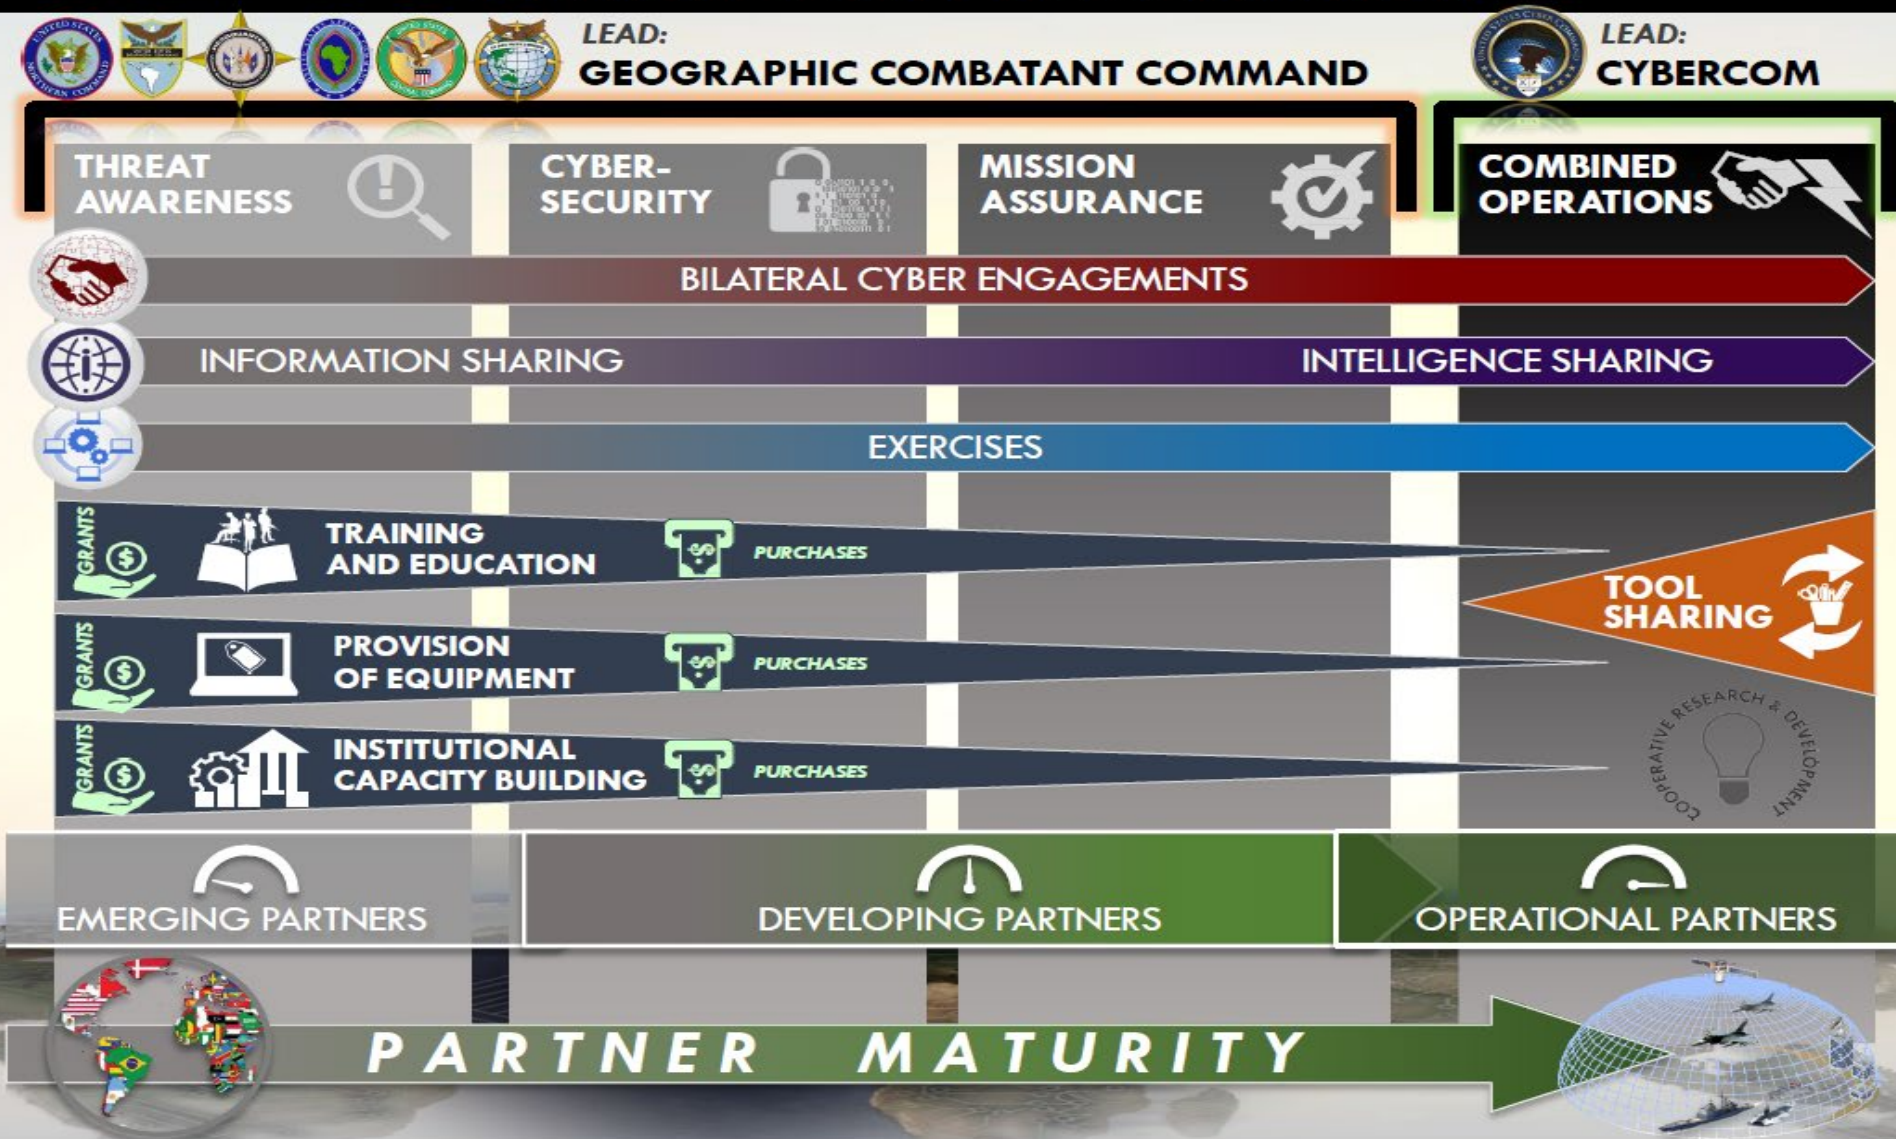 LEAD:
GEOGRAPHIC COMBATANT COMMAND
LEAD:
CYBERCOM
THREAT
AWARENESS
CYBER-
SECURITY
MISSION
ASSURANCE
COMBINED
OPERATIONS
BILATERAL CYBER ENGAGEMENTS
INFORMATION SHARING
INTELLIGENCE SHARING
EXERCISES
GRANTS
TRAINING
AND EDUCATION
PURCHASES
TOOL
SHARING
GRANTS
PROVISION
OF EQUIPMENT
PURCHASES
GRANTS
INSTITUTIONAL
CAPACITY BUILDING
PURCHASES
COOPERATIVE RESEARCH & DEVELOPMENT
EMERGING PARTNERS
DEVELOPING PARTNERS
OPERATIONAL PARTNERS
PARTNER MATURITY